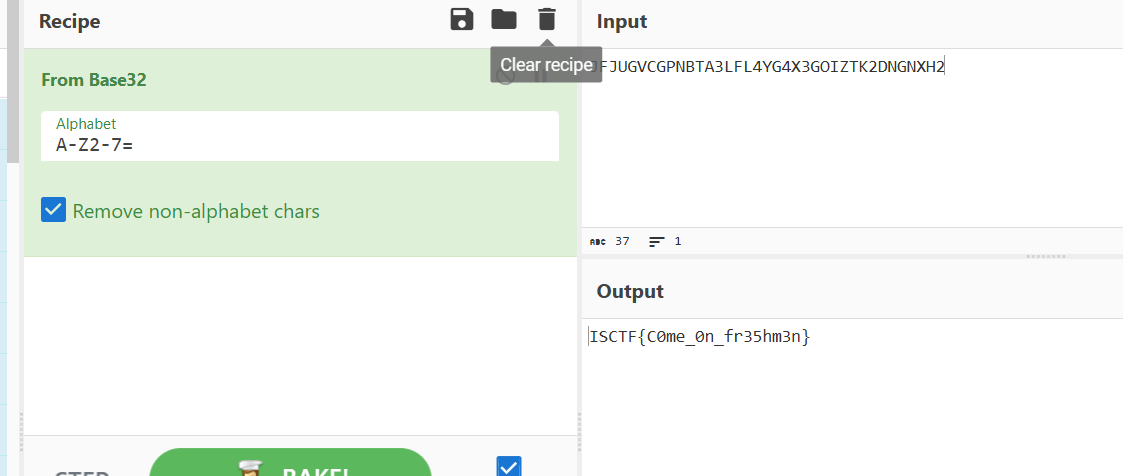 Recipe
Clear recipe
From Base32
Alphabet
A-Z2-7=
Remove non-alphabet chars
STEP
BAKE!
Input
JFJUGVCGPNBTA3LFL4YG4X3GOIZTK2DNGNXH2
ABC 37 1
Output
ISCTF{C0me_0n_fr35hm3n}